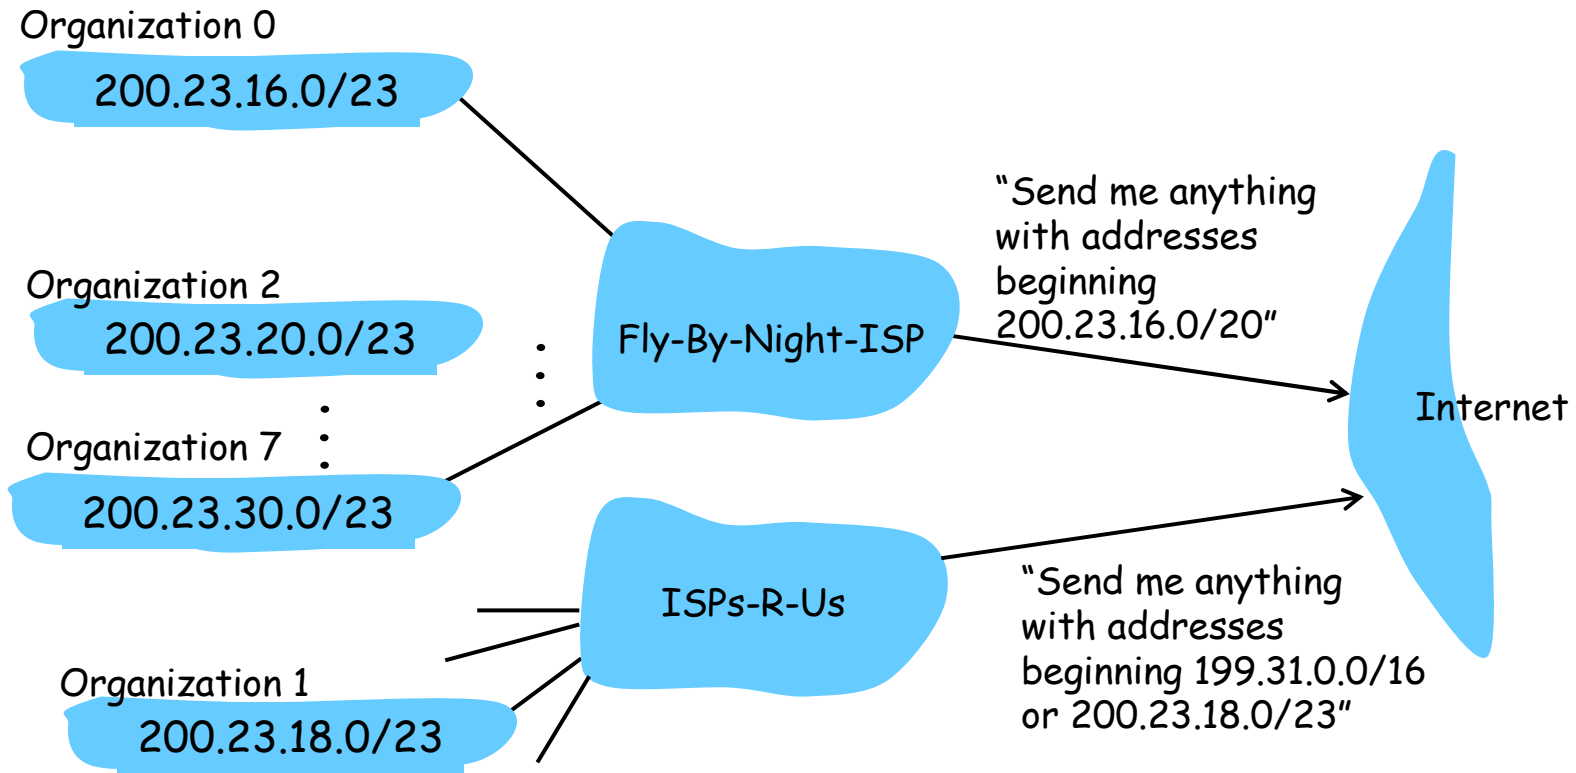 Organization 0
200.23.16.0/23
Organization 2
200.23.20.0/23
Organization 7
200.23.30.0/23
Fly-By-Night-ISP
“Send me anything
with addresses
beginning
200.23.16.0/20”
Internet
ISPs-R-Us
Organization 1
200.23.18.0/23
“Send me anything
with addresses
beginning 199.31.0.0/16
or 200.23.18.0/23”